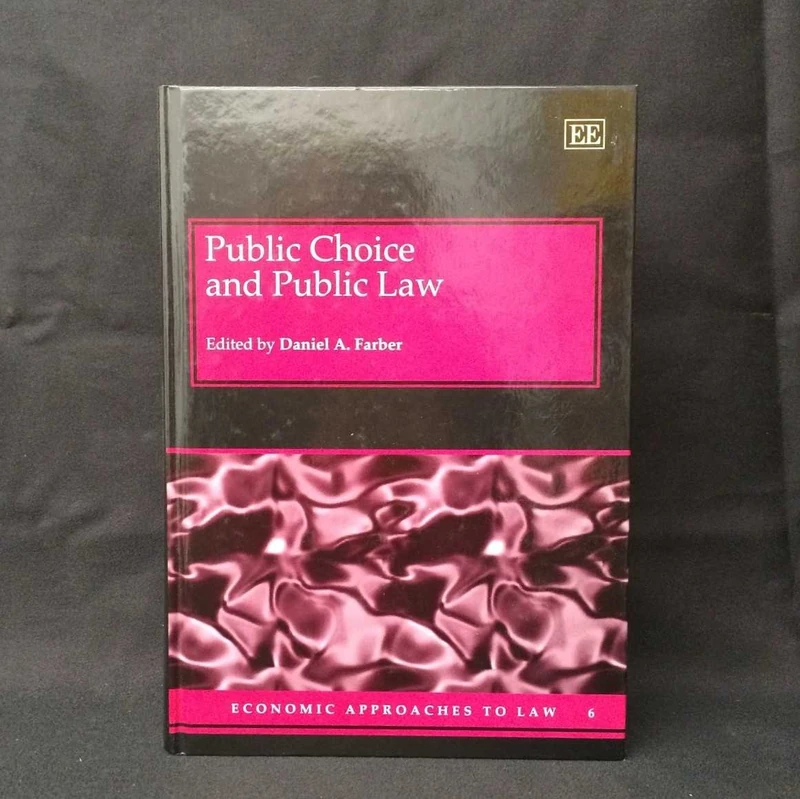 EE
Public Choice
and Public Law
Edited by Daniel A. Farber
ECONOMIC APPROACHES TO LAW 6